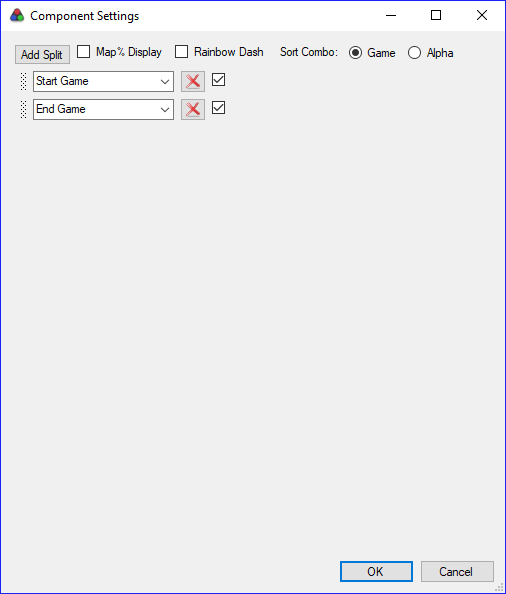 Component Settings
Add Split Map% Display Rainbow Dash Sort Combo: Game Alpha
Start Game
End Game
OK Cancel